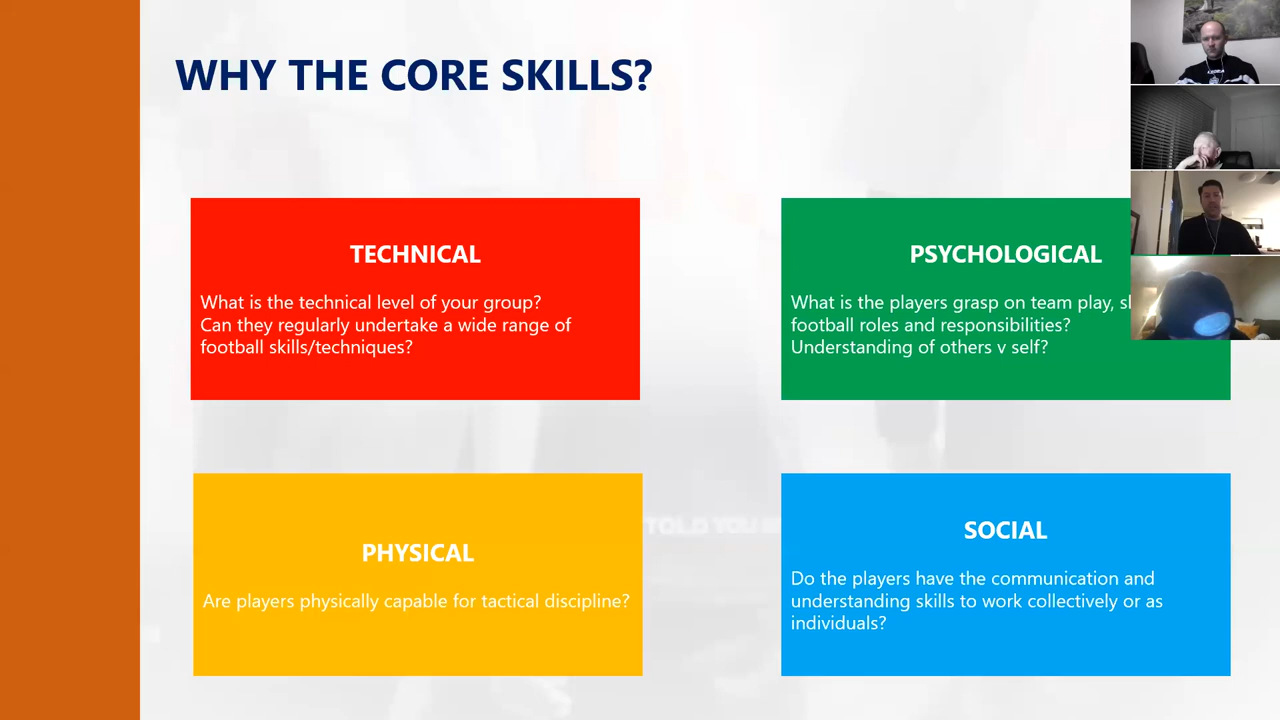 WHY THE CORE SKILLS?
TECHNICAL
What is the technical level of your group?
Can they regularly undertake a wide range of
football skills/techniques?
PSYCHOLOGICAL
What is the players grasp on team play,
football roles and responsibilities?
Understanding of others v self?
PHYSICAL
Are players physically capable for tactical discipline?
SOCIAL
Do the players have the communication and
understanding skills to work collectively or as
individuals?
TOLD YOU